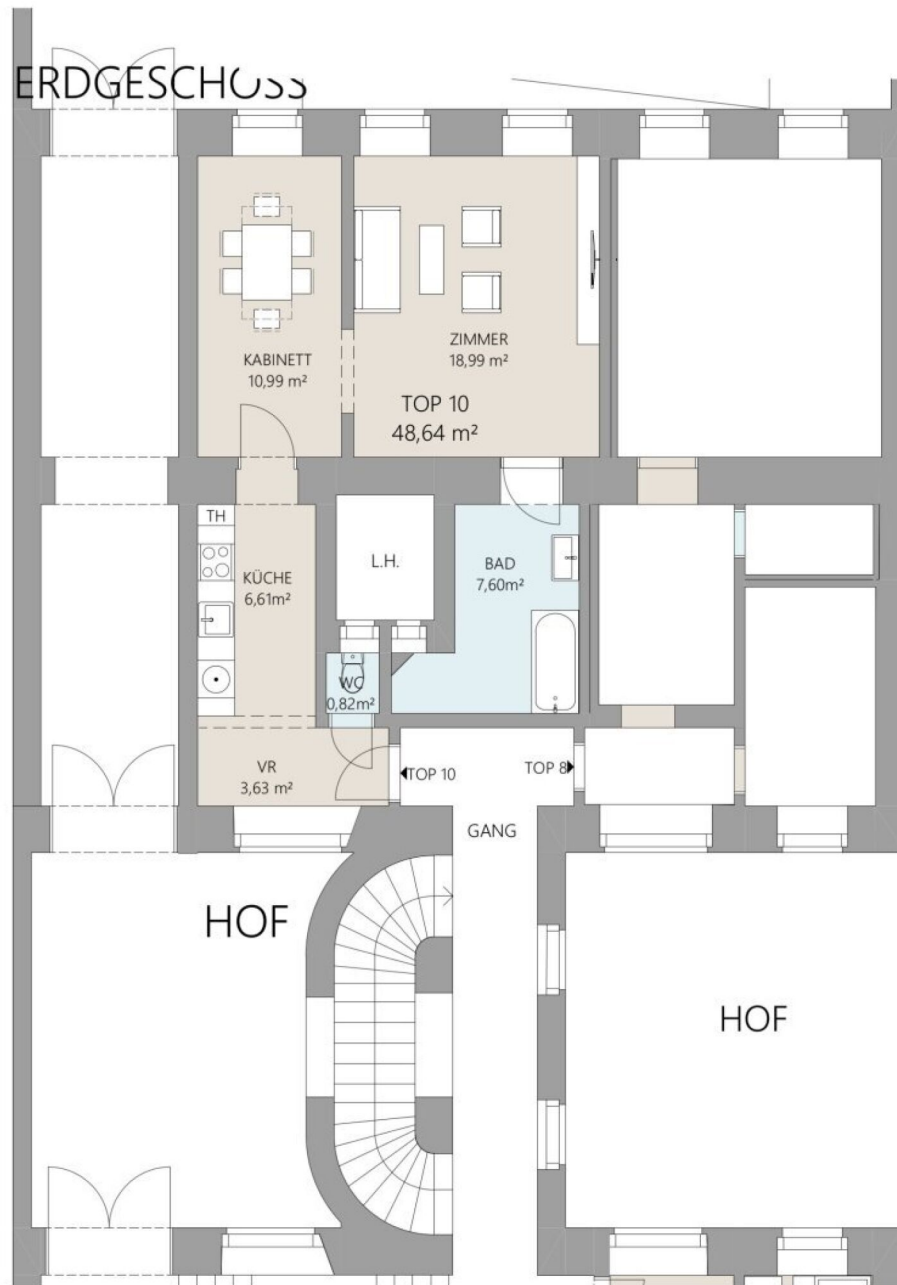 ERDGESCHOSS
KABINETT
10,99 m²
ZIMMER
18,99 m²
TOP 10
48,64 m²
TH
KÜCHE
6,61m²
L.H.
BAD
7,60m²
WC
0,82m²
VR
3,63 m²
TOP 10
TOP 8
GANG
HOF
HOF